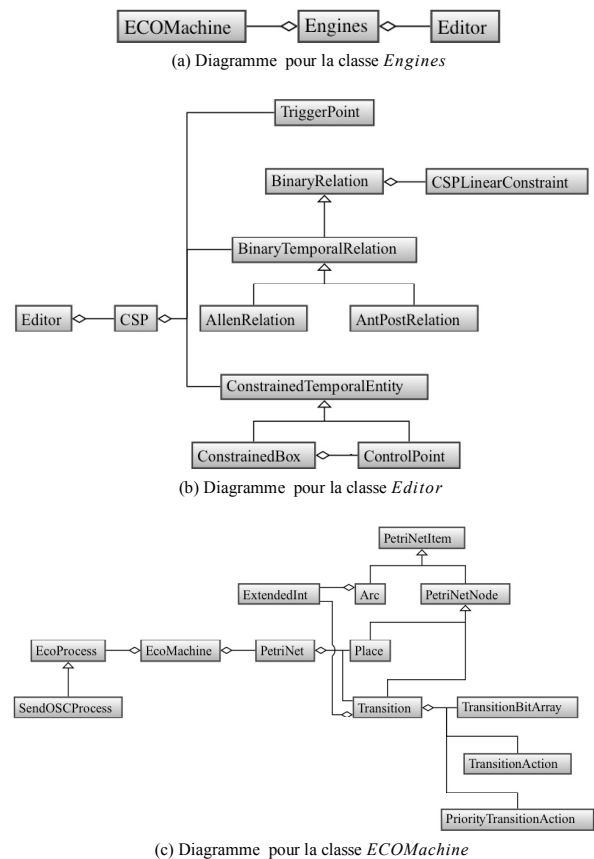 ECOMachine Engines Editor
(a) Diagramme pour la classe Engines
TriggerPoint
BinaryRelation CSPLinearConstraint
BinaryTemporalRelation
AllenRelation AntPostRelation
Editor CSP
ConstrainedTemporalEntity
ConstrainedBox ControlPoint
(b) Diagramme pour la classe Editor
PetriNetItem
ExtendedInt Arc PetriNetNode
EcoProcess EcoMachine PetriNet Place
SendOSCProcess Transition TransitionBitArray
TransitionAction
PriorityTransitionAction
(c) Diagramme pour la classe ECOMachine